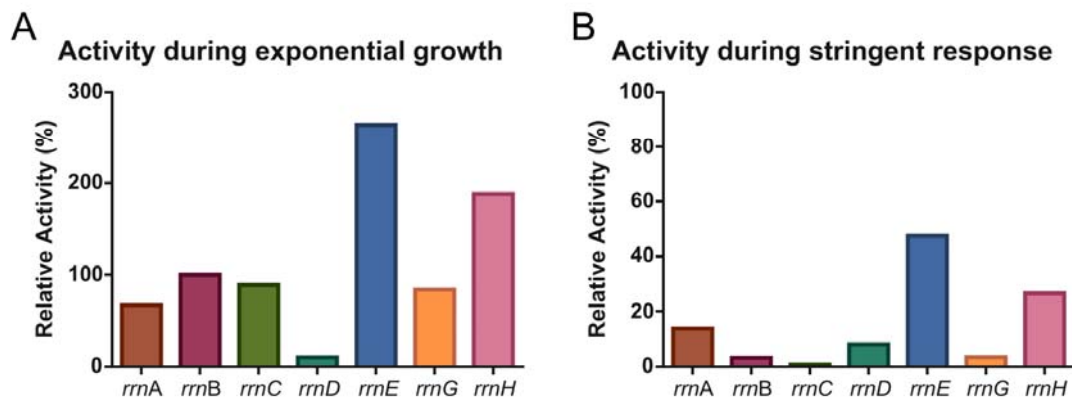 A
Activity during exponential growth
Relative Activity (%)
300
200
100
0
rrnA
rrnB
rrnC
rrnD
rrnE
rrnG
rrnH
B
Activity during stringent response
Relative Activity (%)
100
80
60
40
20
0
rrnA
rrnB
rrnC
rrnD
rrnE
rrnG
rrnH